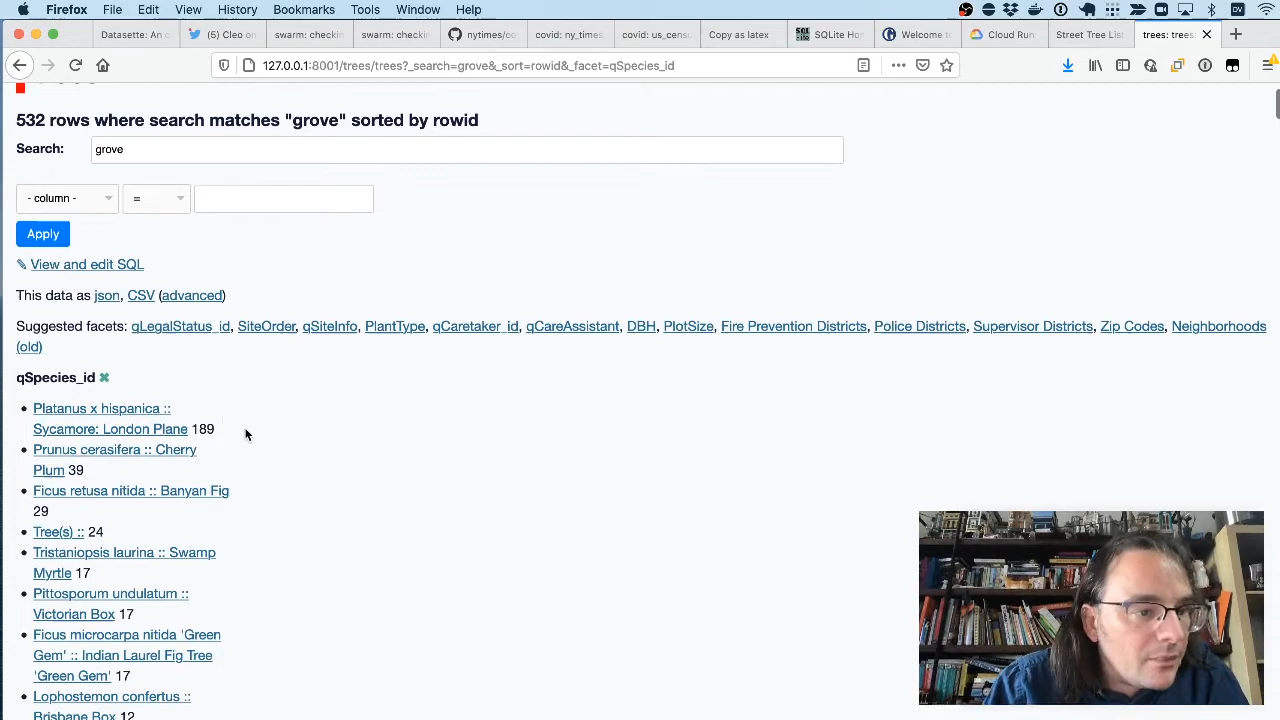 Firefox File Edit View History Bookmarks Tools Window Help
Datasette: An o (5) Cleo on swarm: checkin swarm: checkin nytimes/co covid: ny_times covid: us_cens Copy as latex SQLite Hom Welcome to Cloud Run Street Tree List trees: trees:
127.0.0.1:8001/trees/trees?_search=grove&_sort=rowid&_facet=qSpecies_id
532 rows where search matches "grove" sorted by rowid
Search: grove
- column - =
Apply
View and edit SQL
This data as json, CSV (advanced)
Suggested facets: qLegalStatus_id, SiteOrder, qSiteInfo, PlantType, qCaretaker_id, qCareAssistant, DBH, PlotSize, Fire Prevention Districts, Police Districts, Supervisor Districts, Zip Codes, Neighborhoods
(old)
qSpecies_id ✖
• Platanus x hispanica ::
Sycamore: London Plane 189
• Prunus cerasifera :: Cherry
Plum 39
• Ficus retusa nitida :: Banyan Fig
29
• Tree(s) :: 24
• Tristaniopsis laurina :: Swamp
Myrtle 17
• Pittosporum undulatum ::
Victorian Box 17
• Ficus microcarpa nitida 'Green
Gem' :: Indian Laurel Fig Tree
'Green Gem' 17
• Lophostemon confertus ::
Brisbane Box 12